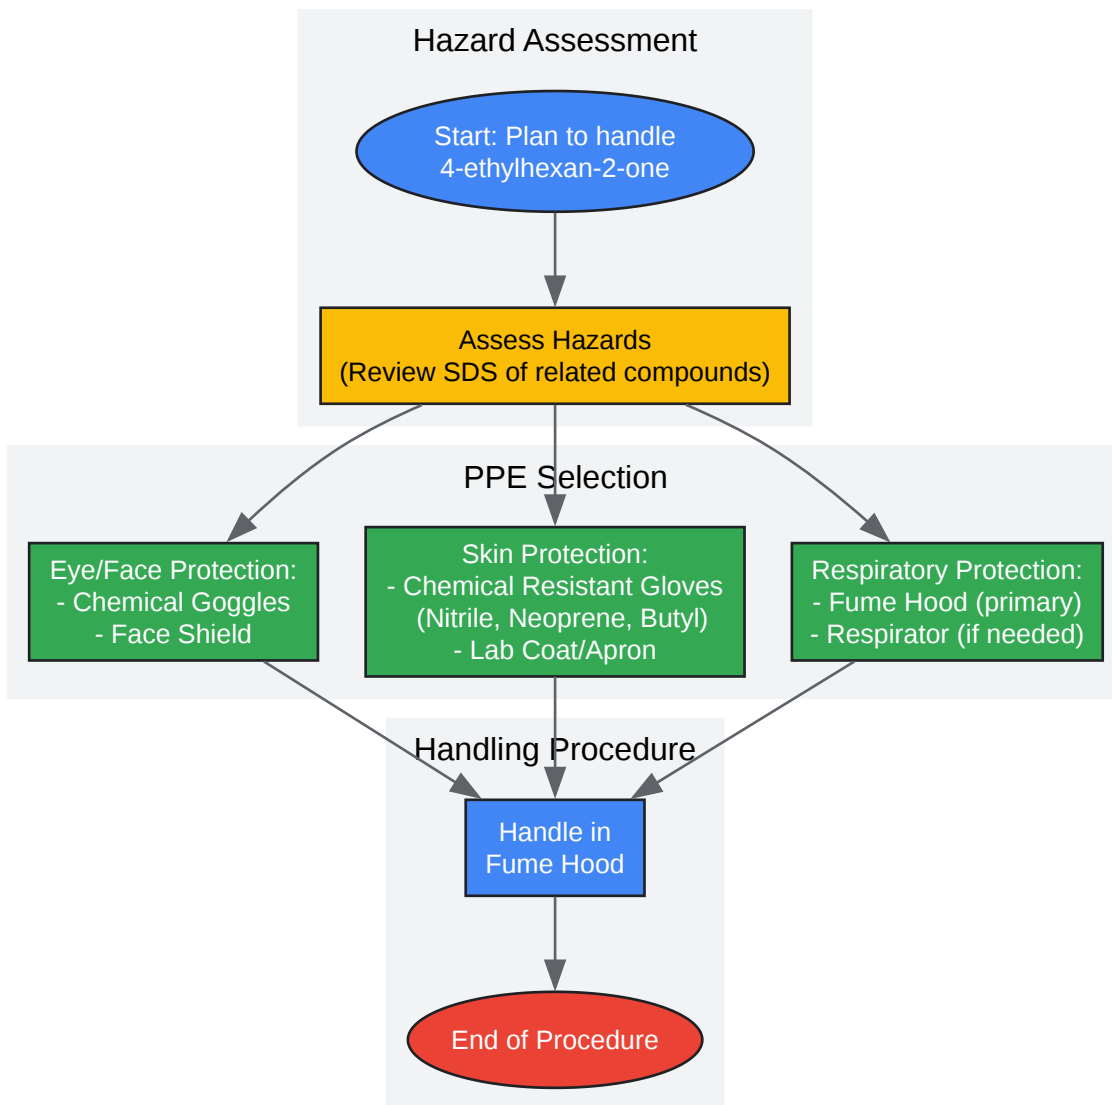 Hazard Assessment
Start: Plan to handle
4-ethylhexan-2-one
Assess Hazards
(Review SDS of related compounds)
PPE Selection
Eye/Face Protection:
- Chemical Goggles
- Face Shield
Skin Protection:
- Chemical Resistant Gloves
(Nitrile, Neoprene, Butyl)
- Lab Coat/Apron
Respiratory Protection:
- Fume Hood (primary)
- Respirator (if needed)
Handling Procedure
Handle in
Fume Hood
End of Procedure